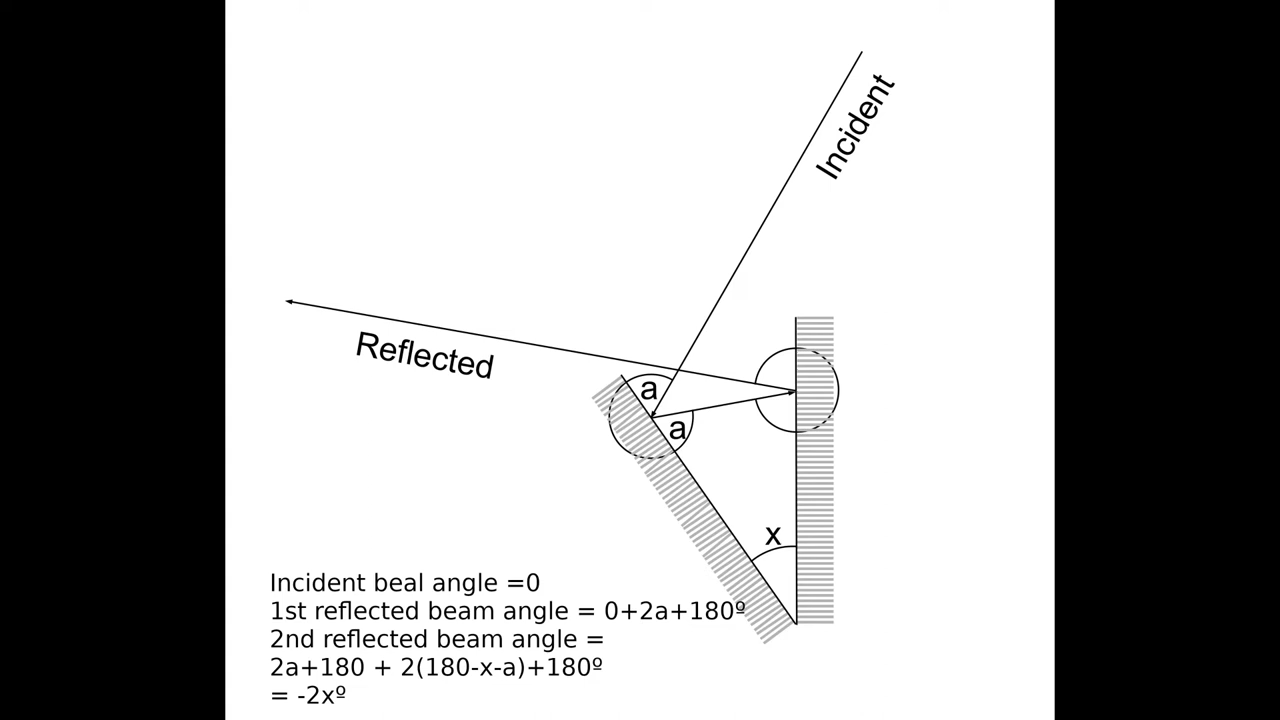 Incident
Reflected
a
a
x
Incident beal angle =0
1st reflected beam angle = 0+2a+180º
2nd reflected beam angle =
2a+180 + 2(180-x-a)+180º
= -2xº